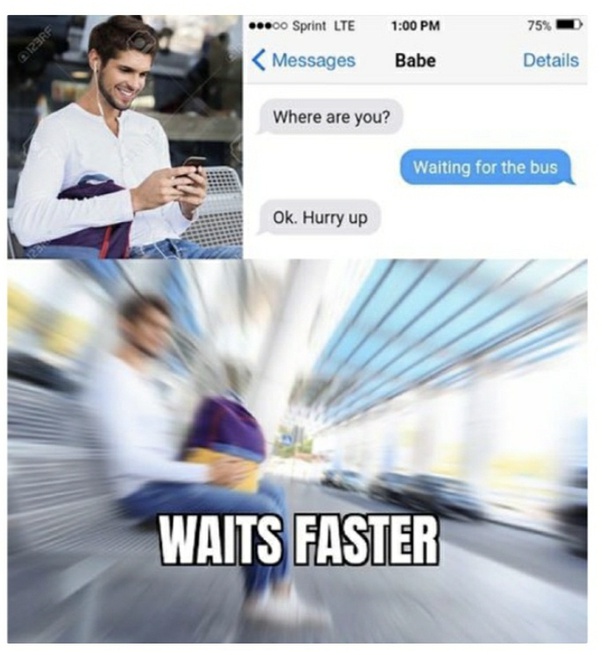 Sprint LTE 1:00 PM 75%
Messages Babe Details
Where are you?
Waiting for the bus
Ok. Hurry up
WAITS FASTER
123RF